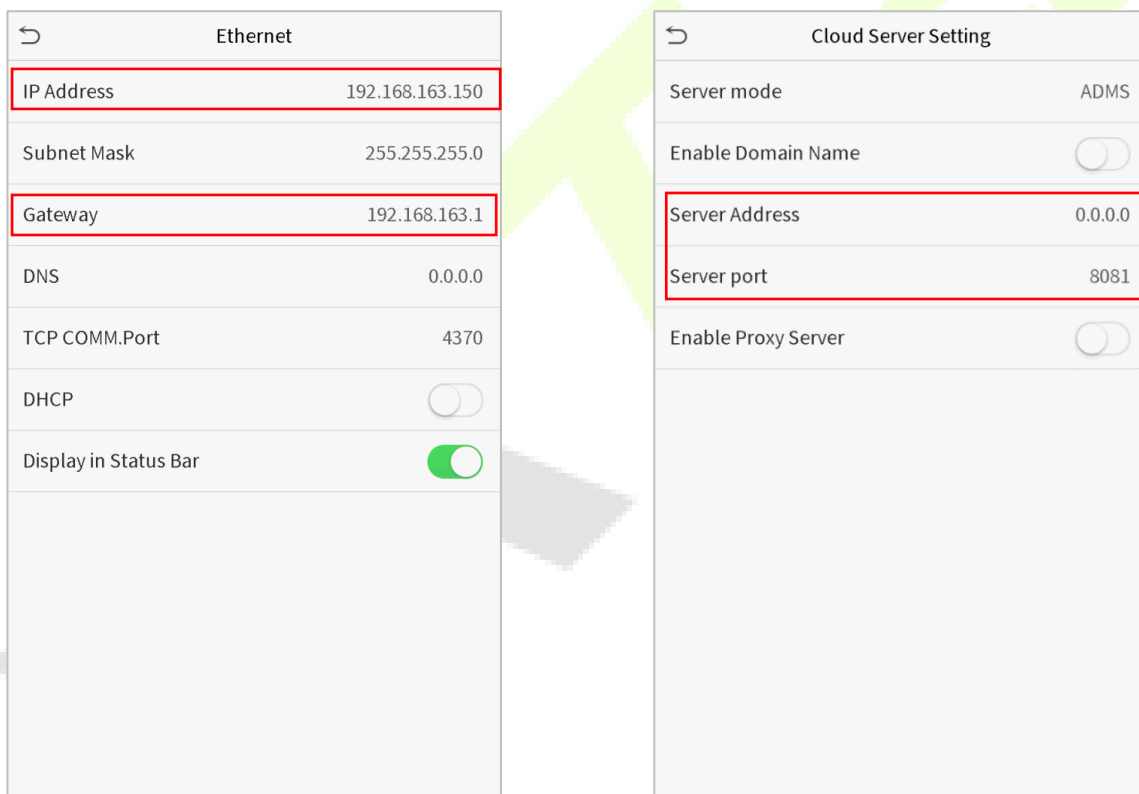 Ethernet
IP Address 192.168.163.150
Subnet Mask 255.255.255.0
Gateway 192.168.163.1
DNS 0.0.0.0
TCP COMM.Port 4370
DHCP
Display in Status Bar
Cloud Server Setting
Server mode ADMS
Enable Domain Name
Server Address 0.0.0.0
Server port 8081
Enable Proxy Server